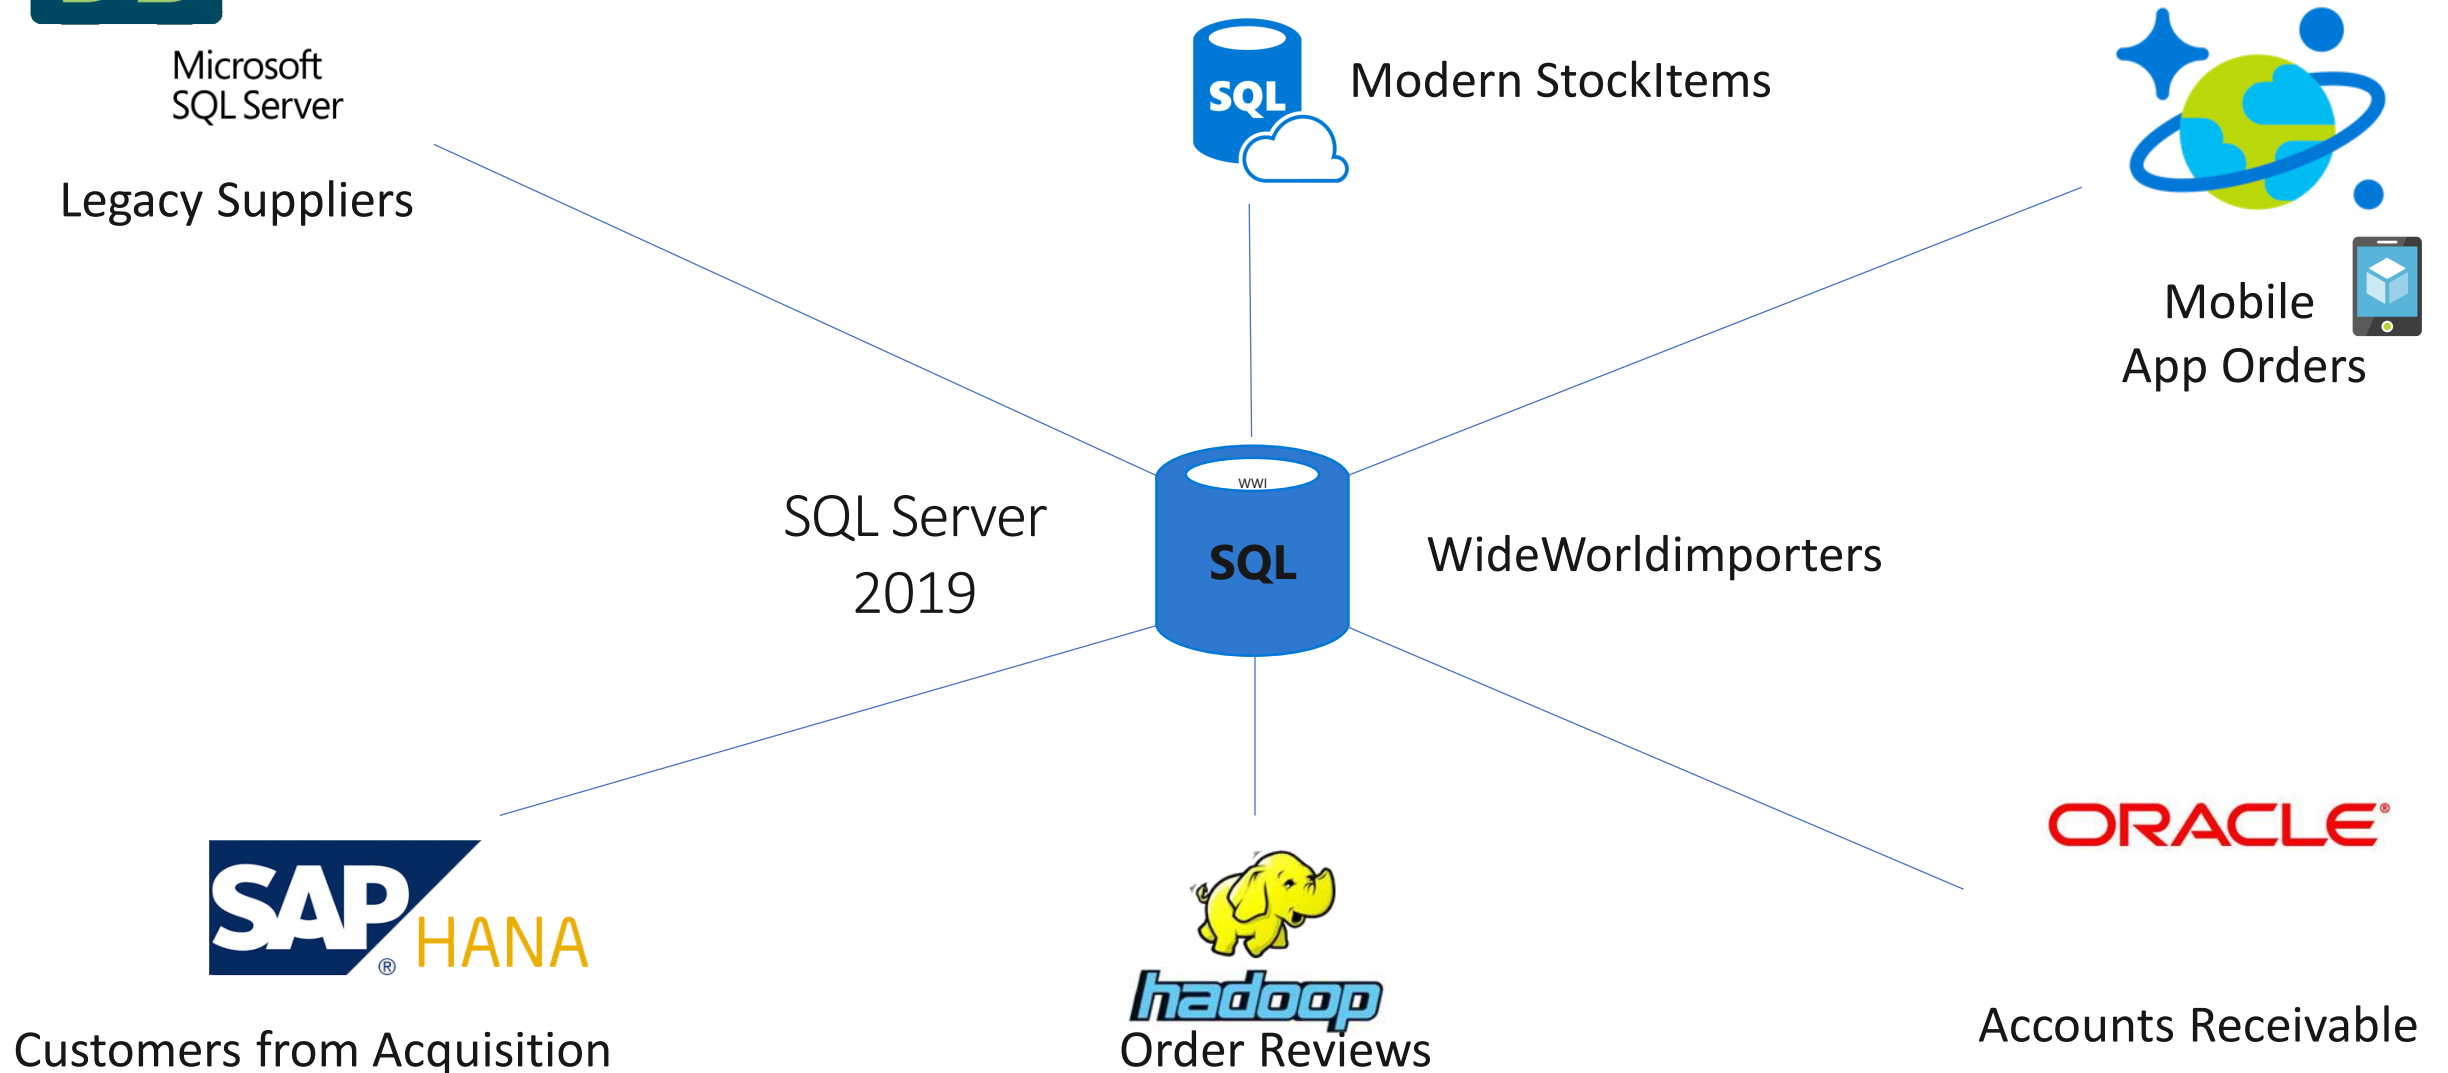 Microsoft
SQL Server
Legacy Suppliers
SQL
Modern StockItems
Mobile
App Orders
SQL Server
2019
WWI
SQL
WideWorldimporters
SAP
®
HANA
Customers from Acquisition
hadoop
Order Reviews
ORACLE®
Accounts Receivable